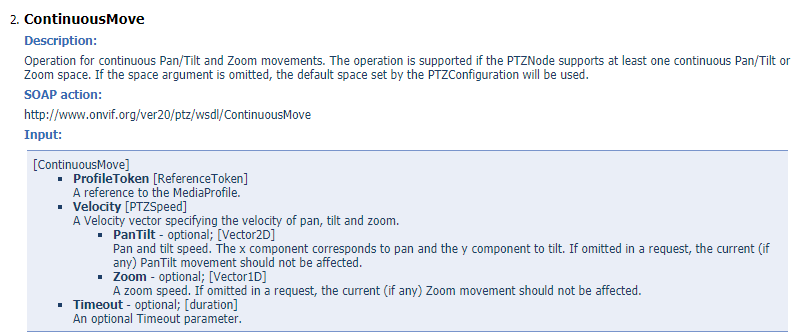 2. ContinuousMove
Description:
Operation for continuous Pan/Tilt and Zoom movements. The operation is supported if the PTZNode supports at least one continuous Pan/Tilt or
Zoom space. If the space argument is omitted, the default space set by the PTZConfiguration will be used.
SOAP action:
http://www.onvif.org/ver20/ptz/wsdl/ContinuousMove
Input:
[ContinuousMove]
▪ ProfileToken [ReferenceToken]
A reference to the MediaProfile.
▪ Velocity [PTZSpeed]
A Velocity vector specifying the velocity of pan, tilt and zoom.
▪ PanTilt - optional; [Vector2D]
Pan and tilt speed. The x component corresponds to pan and the y component to tilt. If omitted in a request, the current (if
any) PanTilt movement should not be affected.
▪ Zoom - optional; [Vector1D]
A zoom speed. If omitted in a request, the current (if any) Zoom movement should not be affected.
▪ Timeout - optional; [duration]
An optional Timeout parameter.